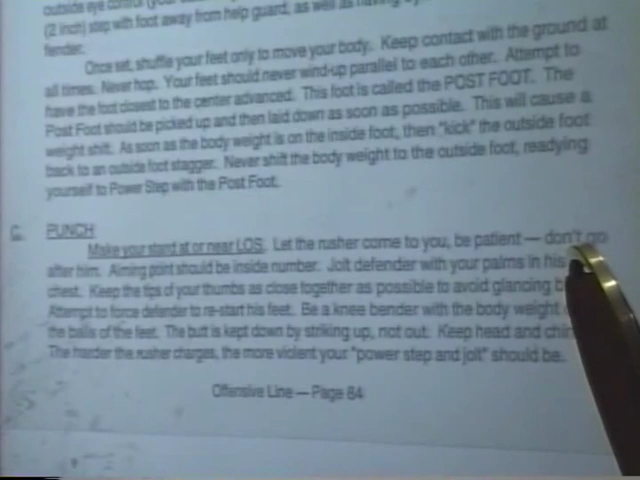 outside eye control (your
(2 inch) step with foot away from help guard, as well as having
fender.
Once set, shuffle your feet only to move your body. Keep contact with the ground at
all times. Never hop. Your feet should never wind-up parallel to each other. Attempt to
have the foot closest to the center advanced. This foot is called the POST FOOT. The
Post Foot should be picked up and then laid down as soon as possible. This will cause a
weight shift. As soon as the body weight is on the inside foot, then "kick" the outside foot
back to an outside foot stagger. Never shift the body weight to the outside foot, readying
yourself to Power Step with the Post Foot.
C. PUNCH
Make your stand at or near LOS. Let the rusher come to you, be patient — don't go
after him. Aiming point should be inside number. Jolt defender with your palms in his
chest. Keep the tips of your thumbs as close together as possible to avoid glancing
Attempt to force defender to re-start his feet. Be a knee bender with the body weight
the balls of the feet. The butt is kept down by striking up, not out. Keep head and
The harder the rusher charges, the more violent your "power step and jolt" should be.
Offensive Line — Page 84